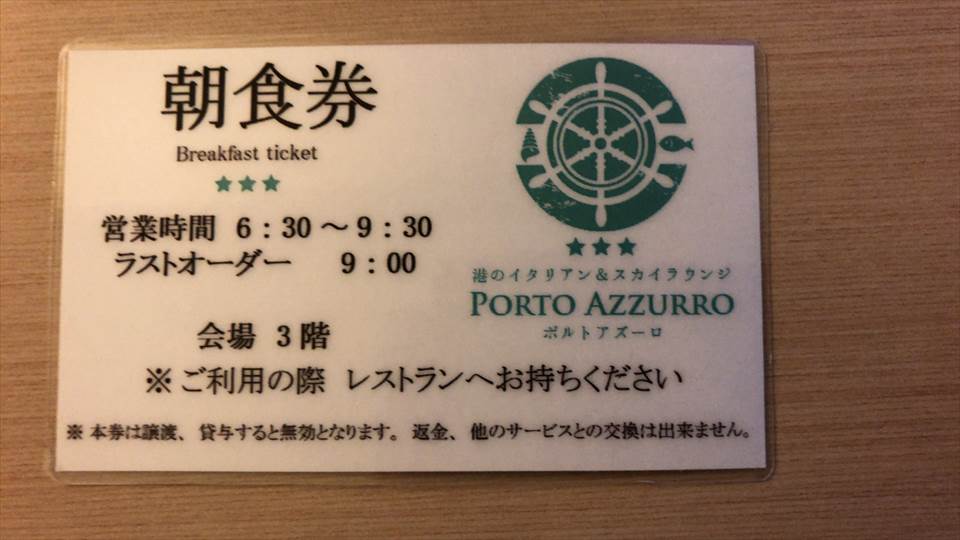 朝食券
Breakfast ticket
★★★
営業時間 6：30～9：30
ラストオーダー 9：00
★★★
港のイタリアン＆スカイラウンジ
PORTO AZZURRO
ポルトアズーロ
会場 3階
※ご利用の際 レストランへお持ちください
※本券は譲渡、貸与すると無効となります。返金、他のサービスとの交換は出来ません。